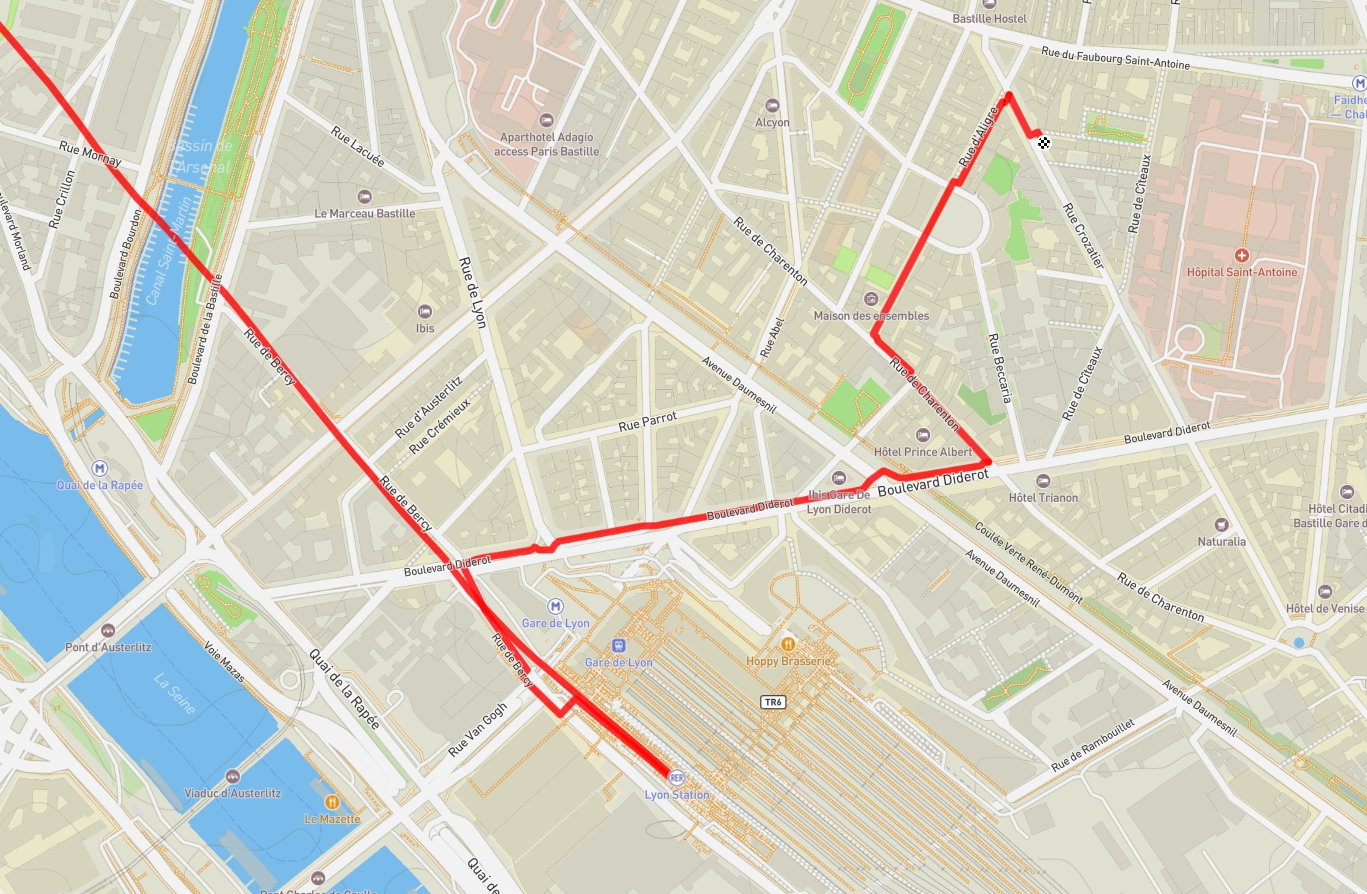 Bastille Hostel
Rue du Faubourg Saint-Antoine
M
Faidhe
— Chal
Alcyon
Aparthotel Adagio
access Paris Bastille
Rue d'Aligre
Rue Lacuée
Rue Mornay
Bassin de
Arsenal
Rue Crillon
Le Marceau Bastille
Rue de Cîteaux
Boulevard Morland
Boulevard Bourdon
Canal Saint-Martin
Rue de Charenton
Rue Crozatier
Rue de Lyon
Hôpital Saint-Antoine
Boulevard de la Bastille
Maison des ensembles
Ibis
Rue Abel
Rue de Bercy
Rue Beccaria
Rue de Cîteaux
Avenue Daumesnil
Rue de Charenton
Rue d'Austerlitz
Rue Crémieux
Rue Parrot
Boulevard Diderot
Hôtel Prince Albert
M
Quai de la Rapée
Rue de Bercy
Ibis Gare De
Lyon Diderot
Boulevard Diderot
Hôtel Trianon
Hôtel Citad
Bastille Gare d
Boulevard Diderot
Naturalia
Coulée Verte René-Dumont
Boulevard Diderot
Avenue Daumesnil
Rue de Charenton
Hôtel de Venise
M
Gare de Lyon
Pont d'Austerlitz
Voie Mazas
Quai de la Rapée
Rue de Bercy
Gare de Lyon
Hoppy Brasserie
La Seine
TR6
Avenue Daumesnil
Rue Van Gogh
Rue de Rambouillet
RER
Lyon Station
Viaduc d'Austerlitz
Le Mazette
Quai de
Pont Charles de Gaulle